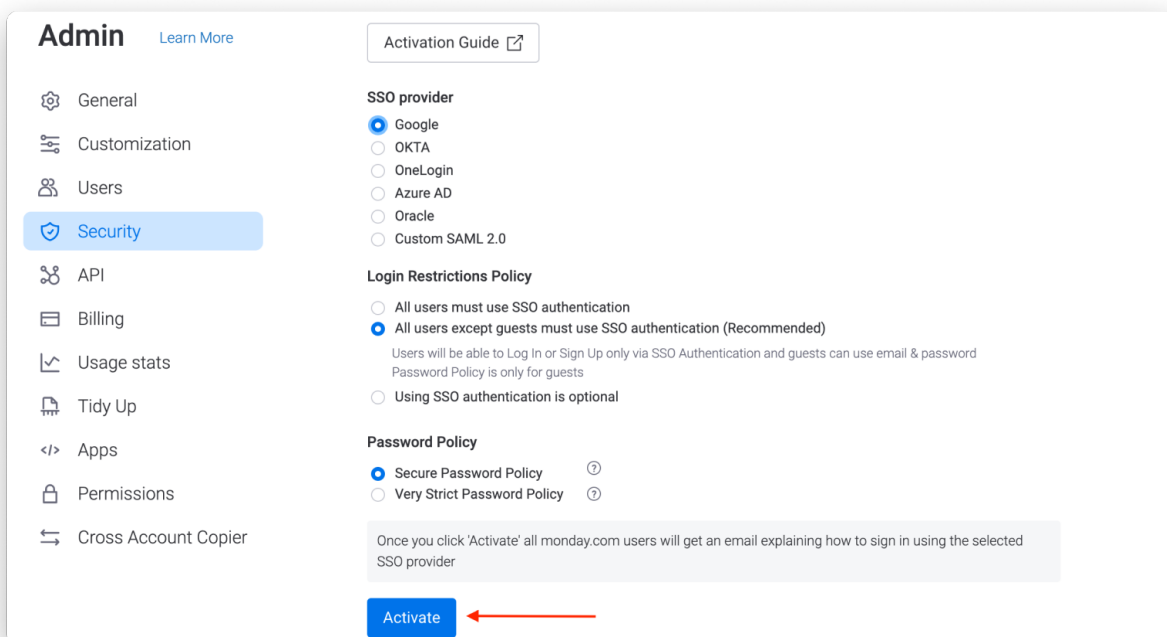 Admin
Learn More
General
Customization
Users
Security
API
Billing
Usage stats
Tidy Up
Apps
Permissions
Cross Account Copier
Activation Guide
SSO provider
Google
OKTA
OneLogin
Azure AD
Oracle
Custom SAML 2.0
Login Restrictions Policy
All users must use SSO authentication
All users except guests must use SSO authentication (Recommended)
Users will be able to Log In or Sign Up only via SSO Authentication and guests can use email & password
Password Policy is only for guests
Using SSO authentication is optional
Password Policy
Secure Password Policy ?
Very Strict Password Policy ?
Once you click 'Activate' all monday.com users will get an email explaining how to sign in using the selected
SSO provider
Activate